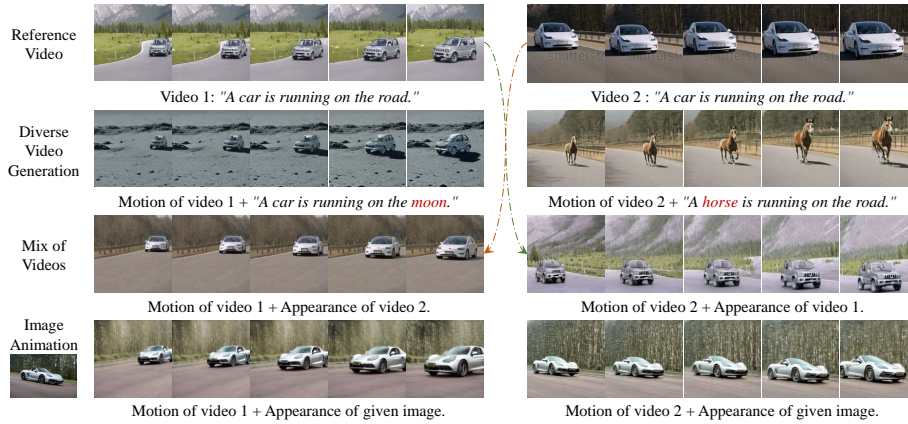 Reference
Video
Video 1: "A car is running on the road."
Video 2 : "A car is running on the road."
Diverse
Video
Generation
Motion of video 1 + "A car is running on the moon."
Motion of video 2 + "A horse is running on the road."
Mix of
Videos
Motion of video 1 + Appearance of video 2.
Motion of video 2 + Appearance of video 1.
Image
Animation
Motion of video 1 + Appearance of given image.
Motion of video 2 + Appearance of given image.